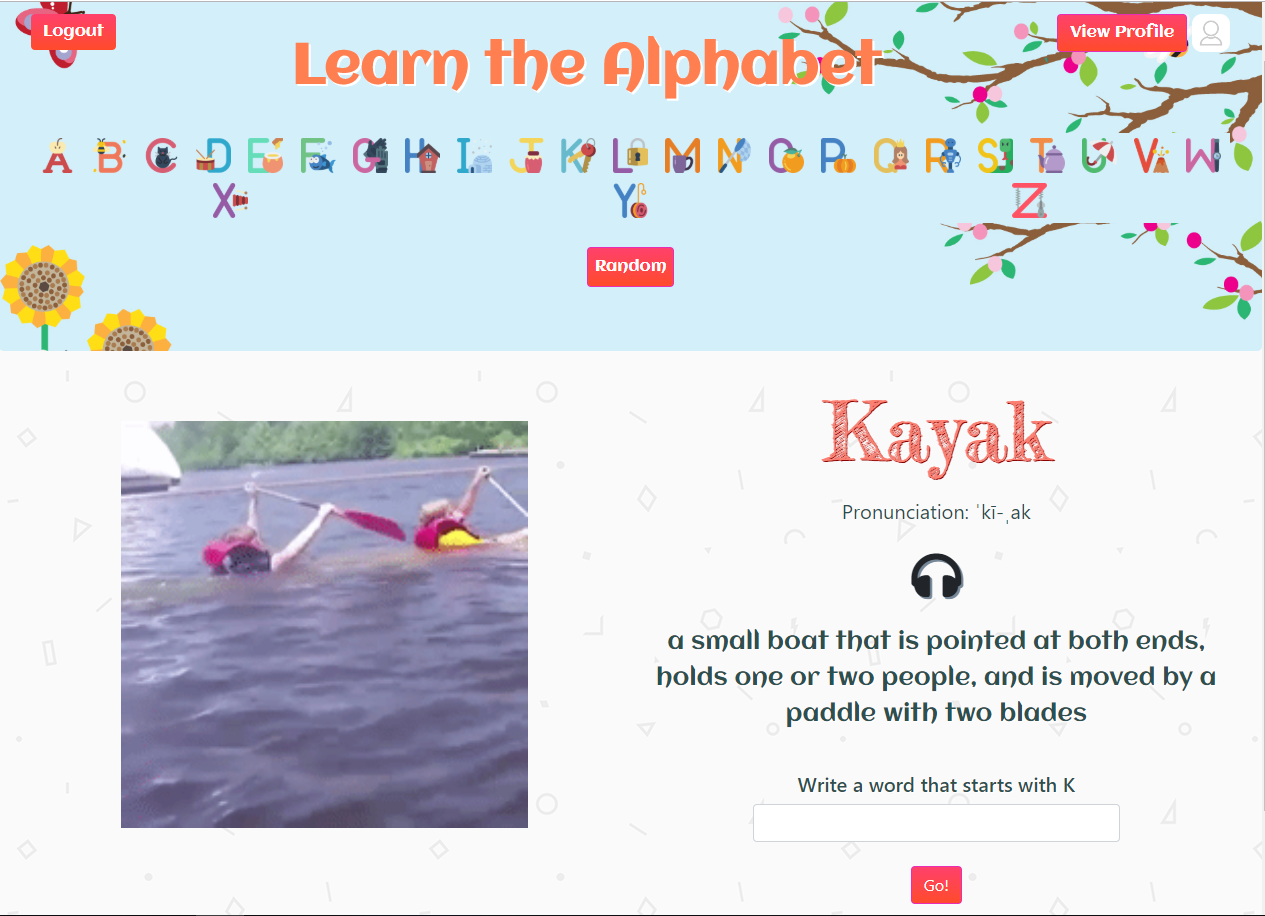 Logout
View Profile
Learn the Alphabet
A B C D E F G H I J K L M N O P Q R S T U V W
X Y Z
Random
Kayak
Pronunciation: ˈkī-ˌak
a small boat that is pointed at both ends,
holds one or two people, and is moved by a
paddle with two blades
Write a word that starts with K
Go!